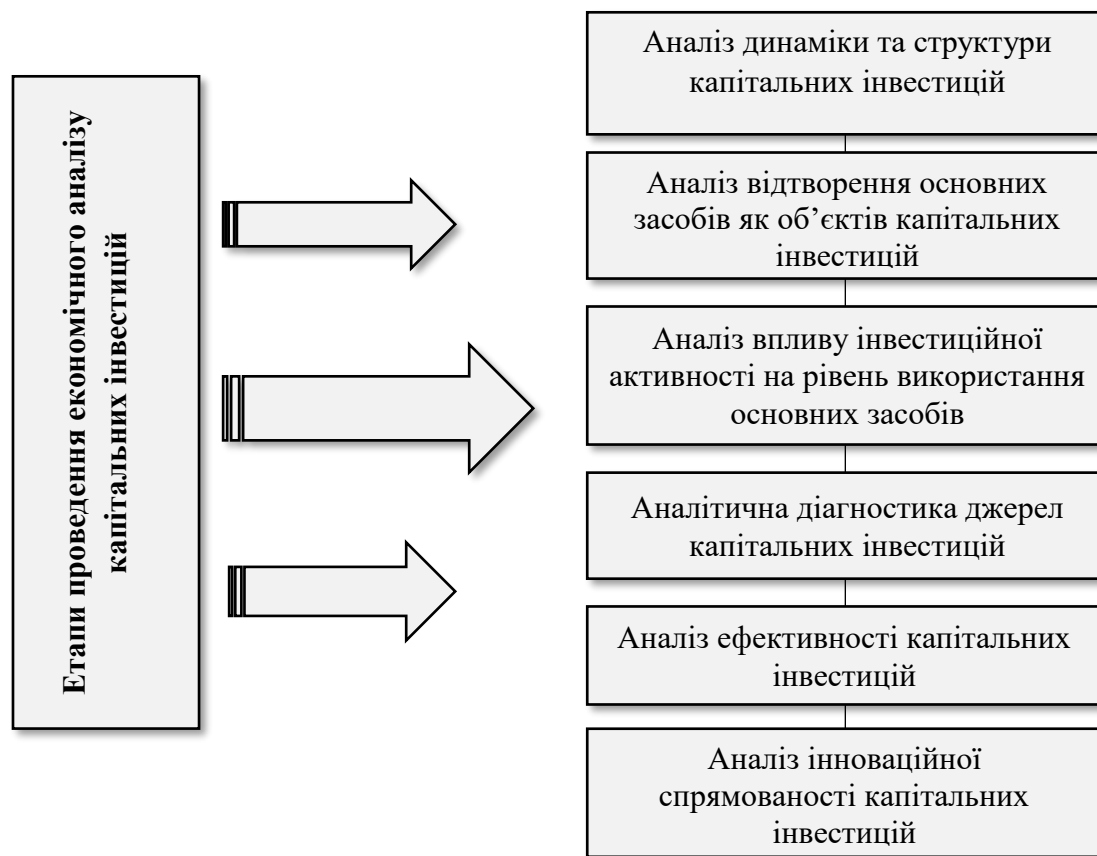 Етапи проведення економічного аналізу
капітальних інвестицій
Аналіз динаміки та структури
капітальних інвестицій
Аналіз відтворення основних
засобів як об’єктів капітальних
інвестицій
Аналіз впливу інвестиційної
активності на рівень використання
основних засобів
Аналітична діагностика джерел
капітальних інвестицій
Аналіз ефективності капітальних
інвестицій
Аналіз інноваційної
спрямованості капітальних
інвестицій